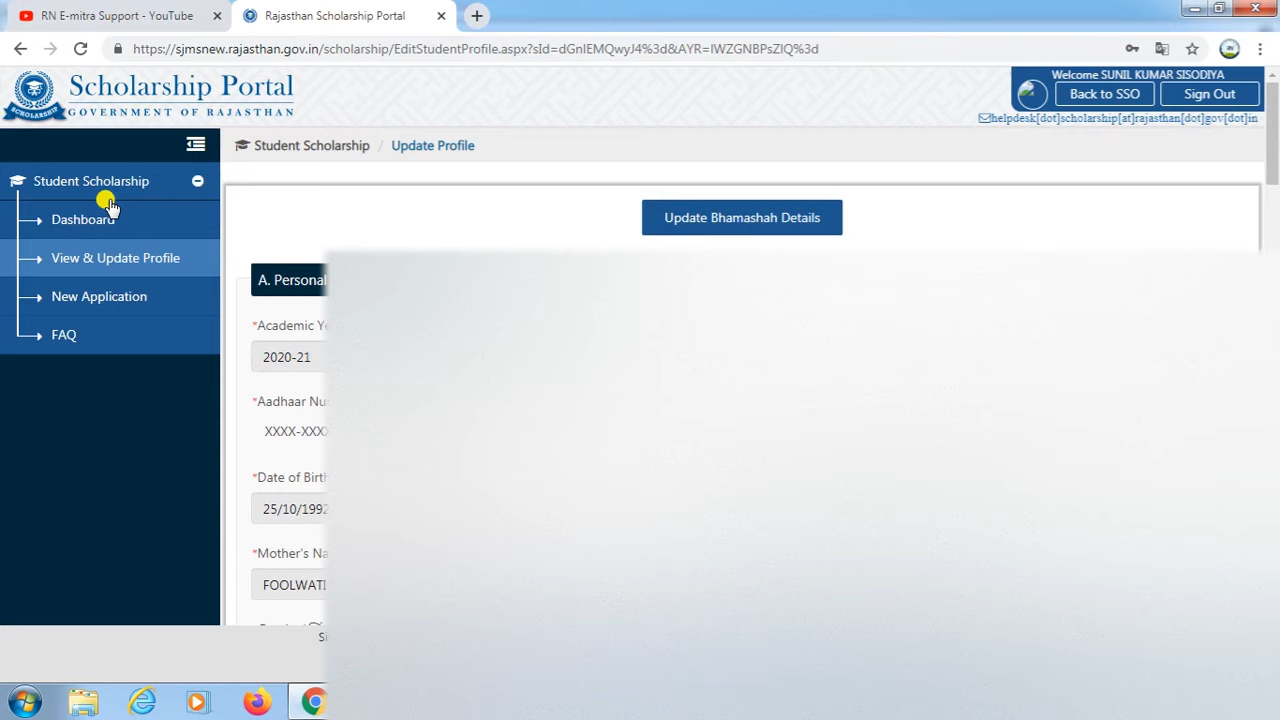 RN E-mitra Support - YouTube
Rajasthan Scholarship Portal
https://sjmsnew.rajasthan.gov.in/scholarship/EditStudentProfile.aspx?sId=dGnIEMQwyJ4%3d&AYR=IWZGNBPsZIQ%3d
Scholarship Portal
GOVERNMENT OF RAJASTHAN
SCHOLARSHIP
Welcome SUNIL KUMAR SISODIYA
Back to SSO
Sign Out
helpdesk[dot]scholarship[at]rajasthan[dot]gov[dot]in
Student Scholarship
Dashboard
View & Update Profile
New Application
FAQ
Student Scholarship / Update Profile
Update Bhamashah Details
A. Personal
*Academic Ye
2020-21
*Aadhaar Nu
XXXX-XXX
*Date of Birth
25/10/1992
*Mother's Na
FOOLWATI